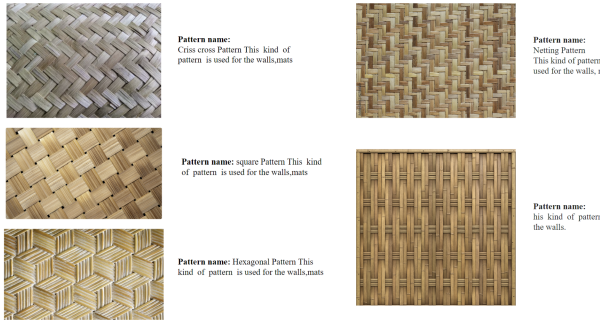 Pattern name:
Criss cross Pattern This kind of
pattern is used for the walls,mats
Pattern name: square Pattern This kind
of pattern is used for the walls,mats
Pattern name: Hexagonal Pattern This
kind of pattern is used for the walls,mats
Pattern name:
Netting Pattern
This kind of pattern
used for the walls,
Pattern name:
his kind of pattern
the walls.